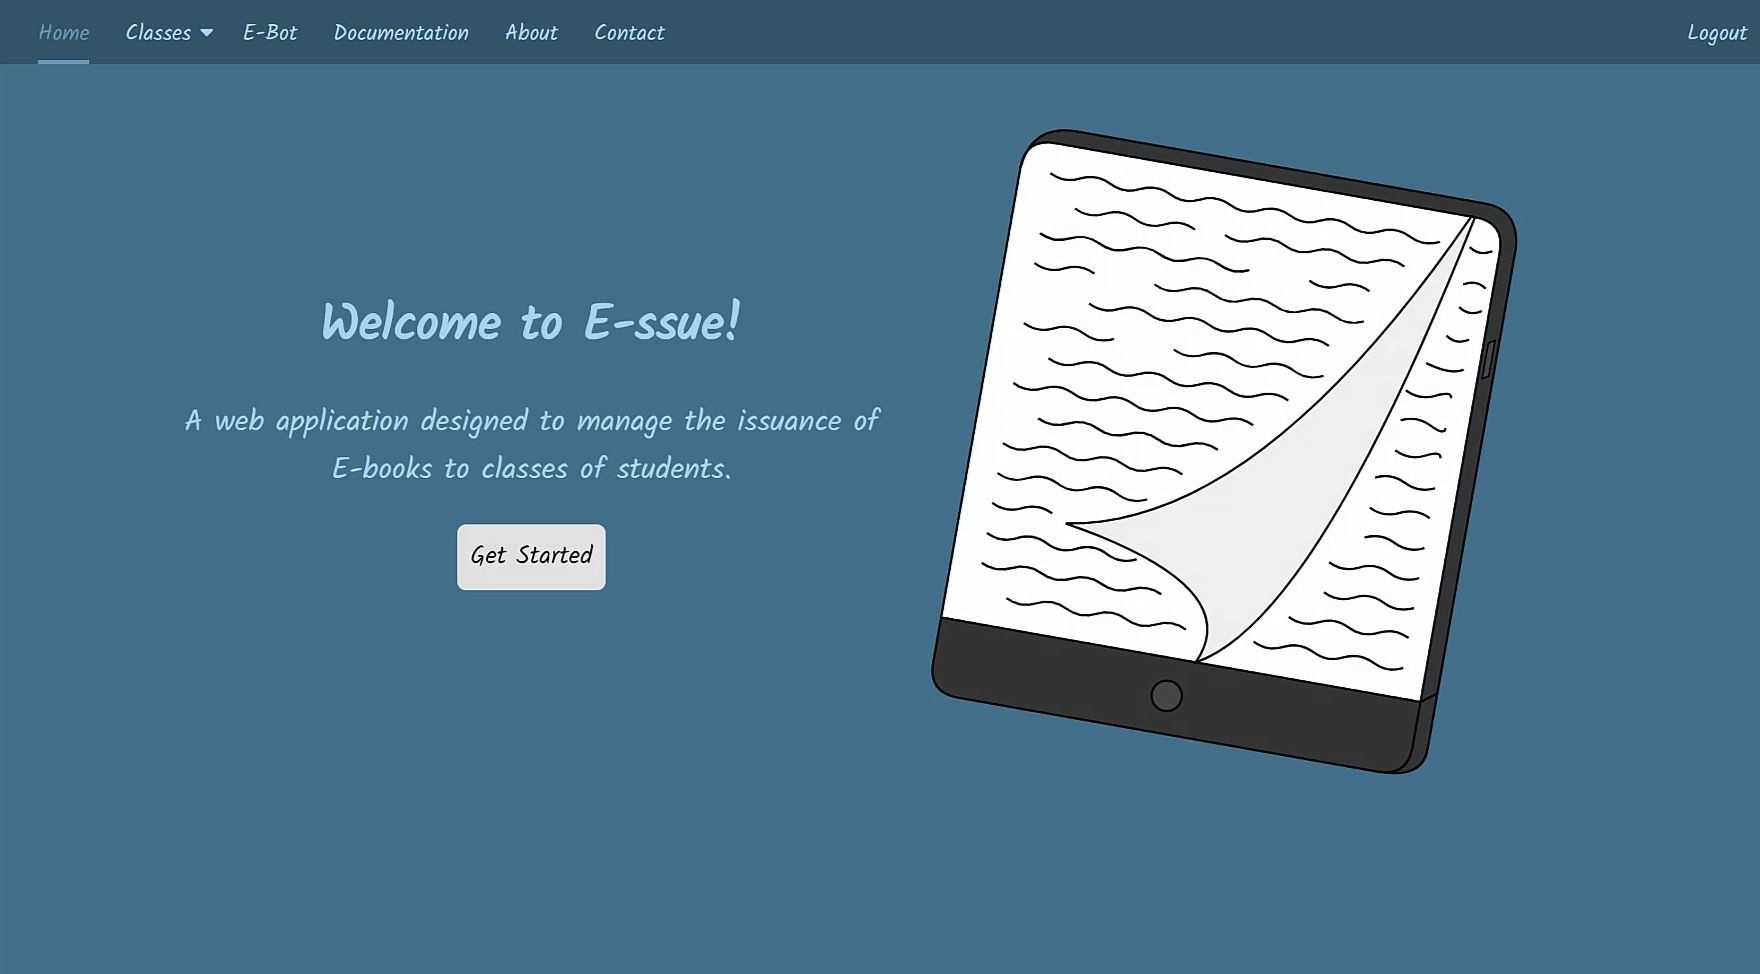 Home Classes E-Bot Documentation About Contact Logout
Welcome to E-ssue!
A web application designed to manage the issuance of
E-books to classes of students.
Get Started